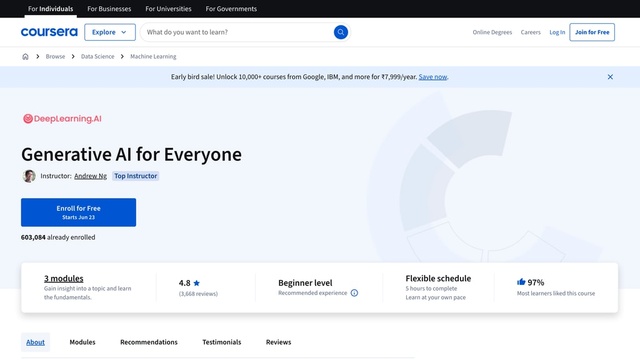 For Individuals For Businesses For Universities For Governments
coursera Explore What do you want to learn? Online Degrees Careers Log In Join for Free
Browse Data Science Machine Learning
Early bird sale! Unlock 10,000+ courses from Google, IBM, and more for ₹7,999/year. Save now.
DeepLearning.AI
Generative AI for Everyone
Instructor: Andrew Ng Top Instructor
Enroll for Free
Starts Jun 23
603,084 already enrolled
3 modules
Gain insight into a topic and learn
the fundamentals.
4.8
(3,668 reviews)
Beginner level
Recommended experience
Flexible schedule
5 hours to complete
Learn at your own pace
97%
Most learners liked this course
About Modules Recommendations Testimonials Reviews